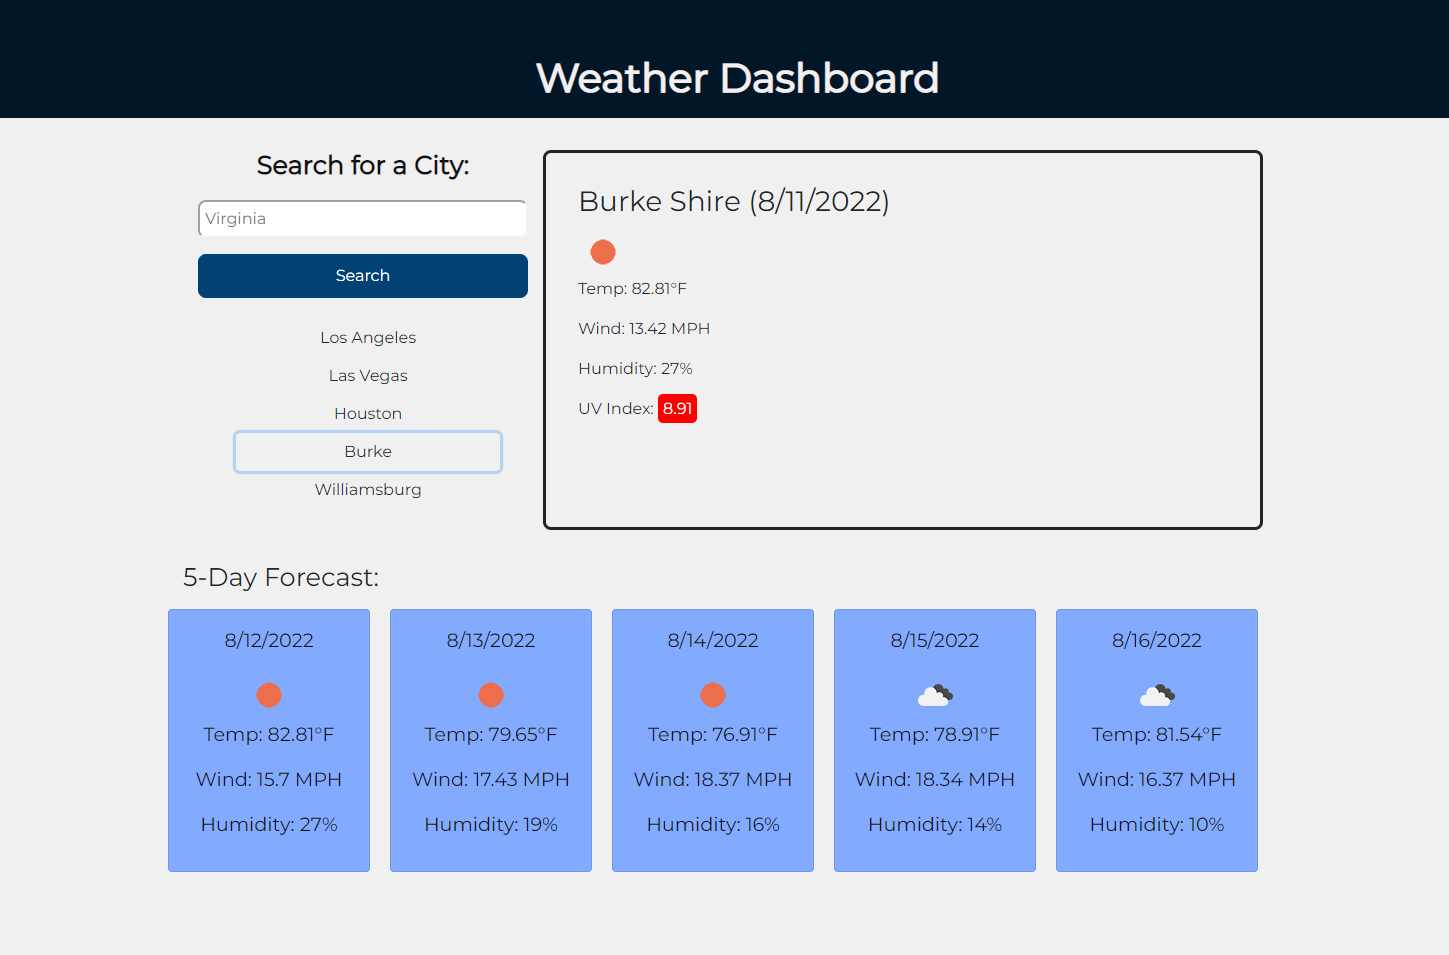 Weather Dashboard
Search for a City:
Virginia
Search
Los Angeles
Las Vegas
Houston
Burke
Williamsburg
Burke Shire (8/11/2022)
Temp: 82.81°F
Wind: 13.42 MPH
Humidity: 27%
UV Index: 8.91
5-Day Forecast:
8/12/2022
Temp: 82.81°F
Wind: 15.7 MPH
Humidity: 27%
8/13/2022
Temp: 79.65°F
Wind: 17.43 MPH
Humidity: 19%
8/14/2022
Temp: 76.91°F
Wind: 18.37 MPH
Humidity: 16%
8/15/2022
Temp: 78.91°F
Wind: 18.34 MPH
Humidity: 14%
8/16/2022
Temp: 81.54°F
Wind: 16.37 MPH
Humidity: 10%